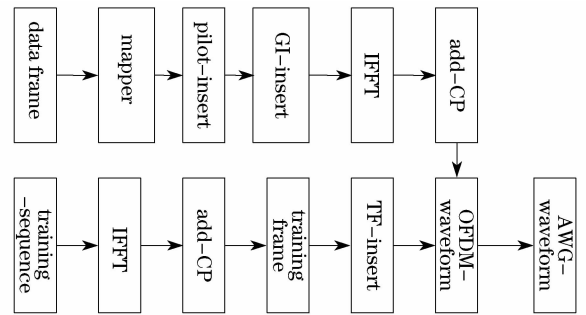 data frame
mapper
pilot-insert
GI-insert
IFFT
add-CP
training
-sequence
IFFT
add-CP
training
frame
TF-insert
OFDM-
waveform
AWG-
waveform